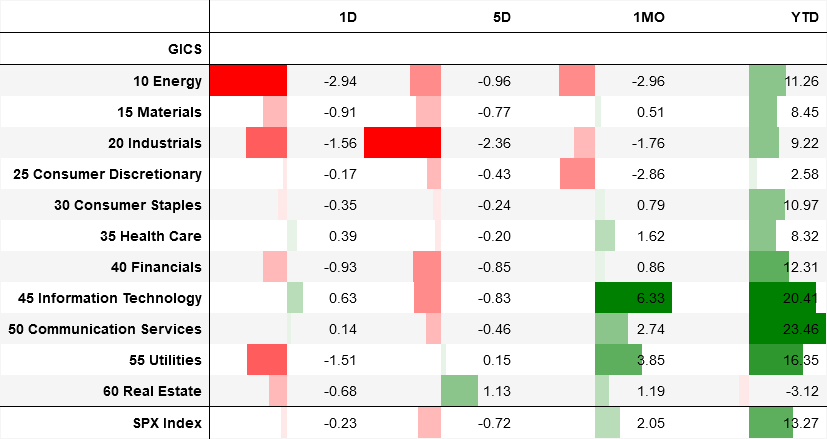 1D 5D 1MO YTD
GICS
10 Energy -2.94 -0.96 -2.96 11.26
15 Materials -0.91 -0.77 0.51 8.45
20 Industrials -1.56 -2.36 -1.76 9.22
25 Consumer Discretionary -0.17 -0.43 -2.86 2.58
30 Consumer Staples -0.35 -0.24 0.79 10.97
35 Health Care 0.39 -0.20 1.62 8.32
40 Financials -0.93 -0.85 0.86 12.31
45 Information Technology 0.63 -0.83 6.33 20.41
50 Communication Services 0.14 -0.46 2.74 23.46
55 Utilities -1.51 0.15 3.85 16.35
60 Real Estate -0.68 1.13 1.19 -3.12
SPX Index -0.23 -0.72 2.05 13.27